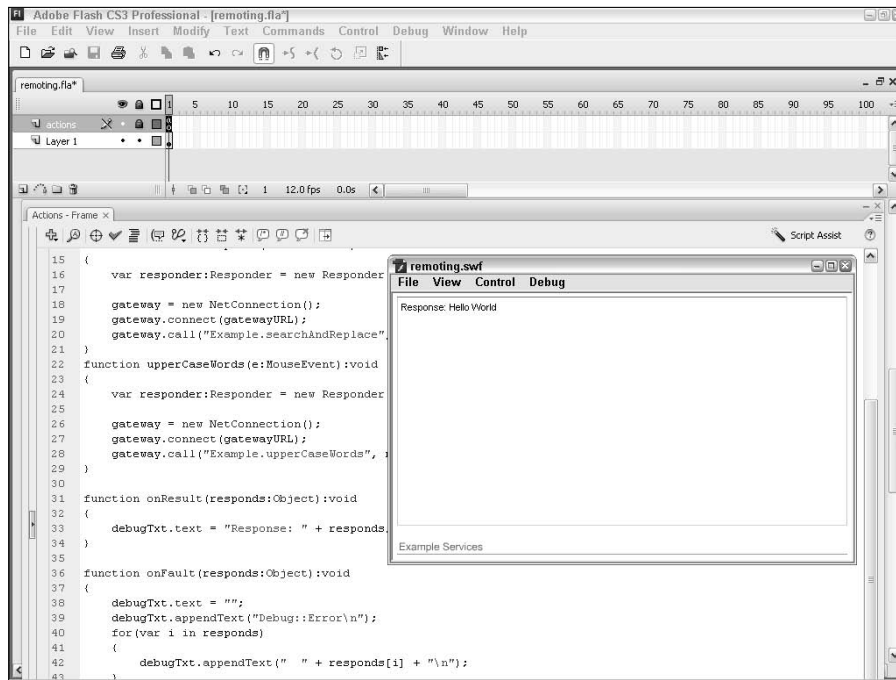 Adobe Flash CS3 Professional - [remoting.fla*]
File Edit View Insert Modify Text Commands Control Debug Window Help
remoting.fla*
1 5 10 15 20 25 30 35 40 45 50 55 60 65 70 75 80 85 90 95 100
actions
Layer 1
1 12.0 fps 0.0s
Actions - Frame ×
Script Assist
15 {
16 var responder:Responder = new Responder
17
18 gateway = new NetConnection();
19 gateway.connect(gatewayURL);
20 gateway.call("Example.searchAndReplace",
21 }
22 function upperCaseWords(e:MouseEvent):void
23 {
24 var responder:Responder = new Responder
25
26 gateway = new NetConnection();
27 gateway.connect(gatewayURL);
28 gateway.call("Example.upperCaseWords",
29 }
30
31 function onResult(responds:Object):void
32 {
33 debugTxt.text = "Response: " + responds
34 }
35
36 function onFault(responds:Object):void
37 {
38 debugTxt.text = "";
39 debugTxt.appendText("Debug::Error\n");
40 for(var i in responds)
41 {
42 debugTxt.appendText("  " + responds[i] + "\n");
43 }
remoting.swf
File View Control Debug
Response: Hello World
Example Services